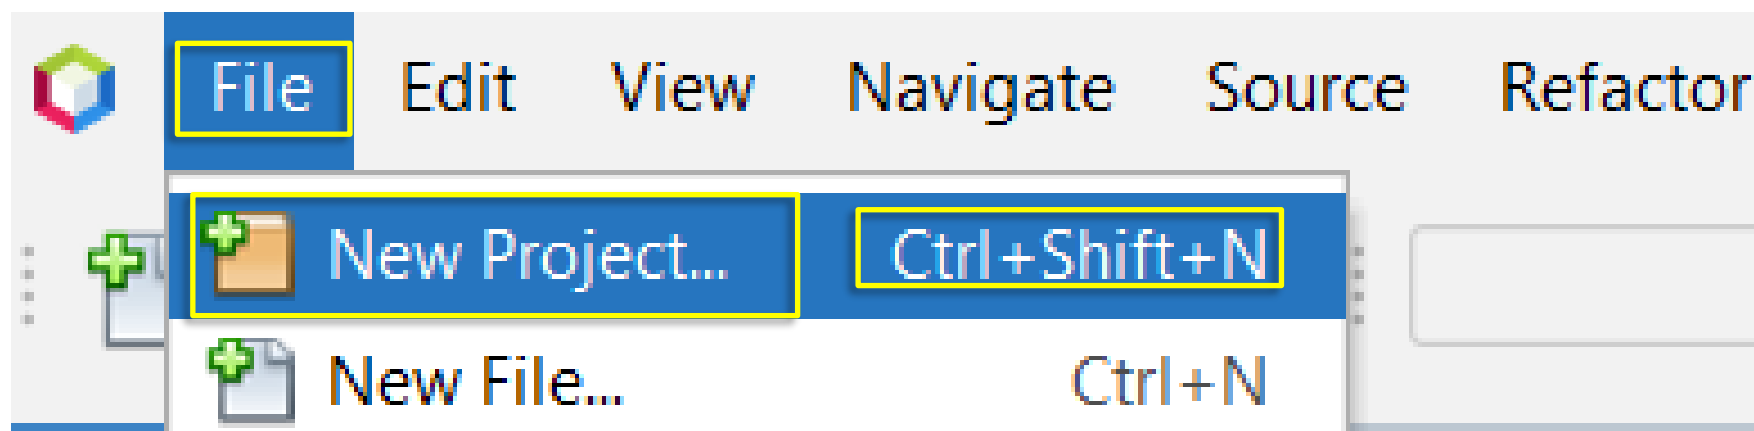 File Edit View Navigate Source Refactor
New Project... Ctrl+Shift+N
New File... Ctrl+N